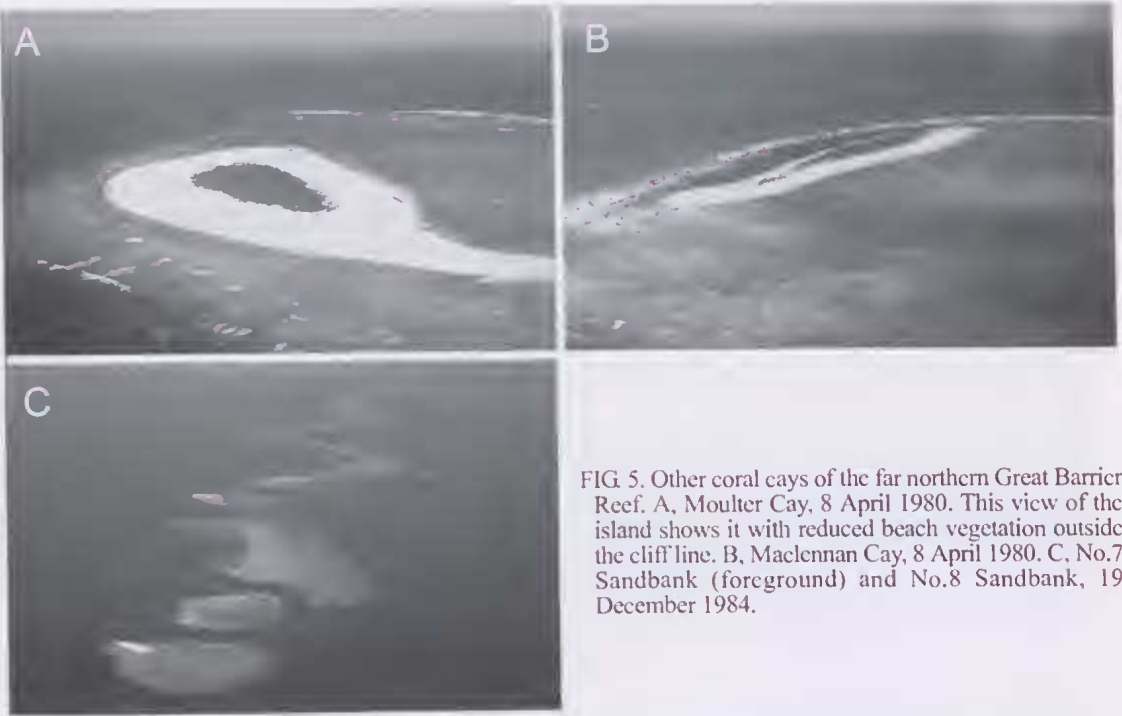 A
B
C
FIG. 5. Other coral cays of the far northern Great Barrier
Reef. A, Moulter Cay, 8 April 1980. This view of the
island shows it with reduced beach vegetation outside
the cliff line. B, Maclennan Cay, 8 April 1980. C, No.7
Sandbank (foreground) and No.8 Sandbank, 19
December 1984.